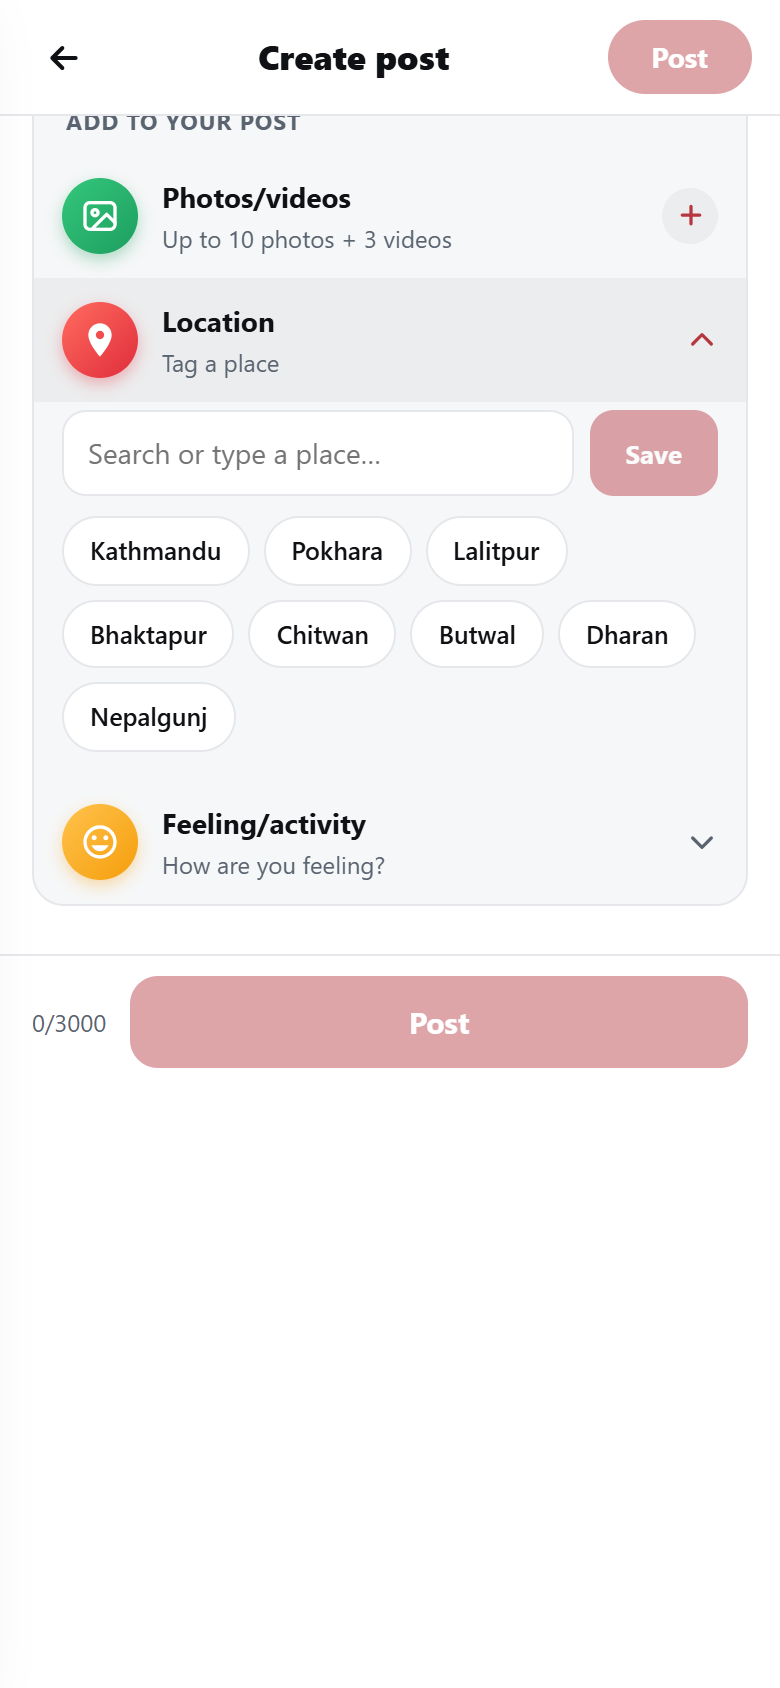 Create post
Post
ADD TO YOUR POST
Photos/videos
Up to 10 photos + 3 videos
Location
Tag a place
Search or type a place...
Save
Kathmandu
Pokhara
Lalitpur
Bhaktapur
Chitwan
Butwal
Dharan
Nepalgunj
Feeling/activity
How are you feeling?
0/3000
Post